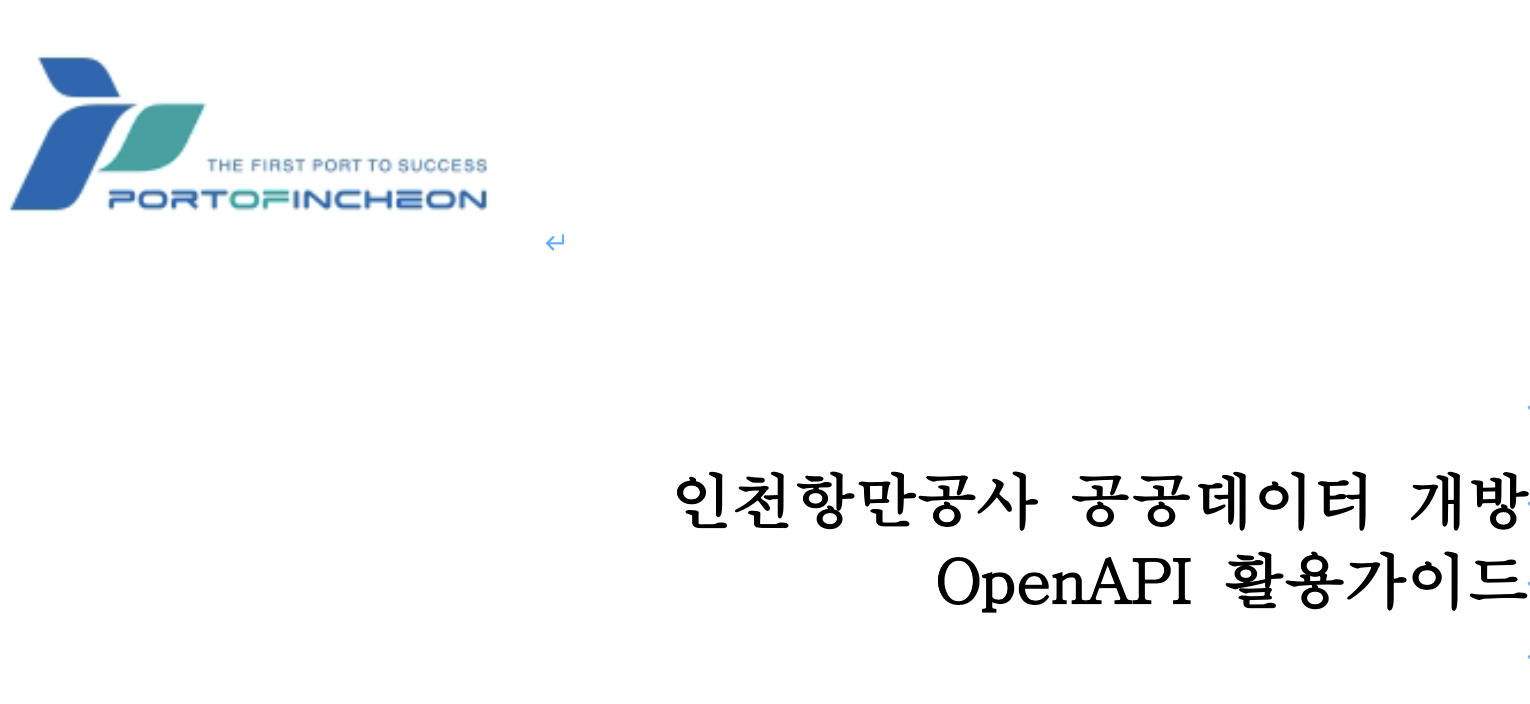 THE FIRST PORT TO SUCCESS
PORTOFINCHEON
인천항만공사 공공데이터 개방
OpenAPI 활용가이드